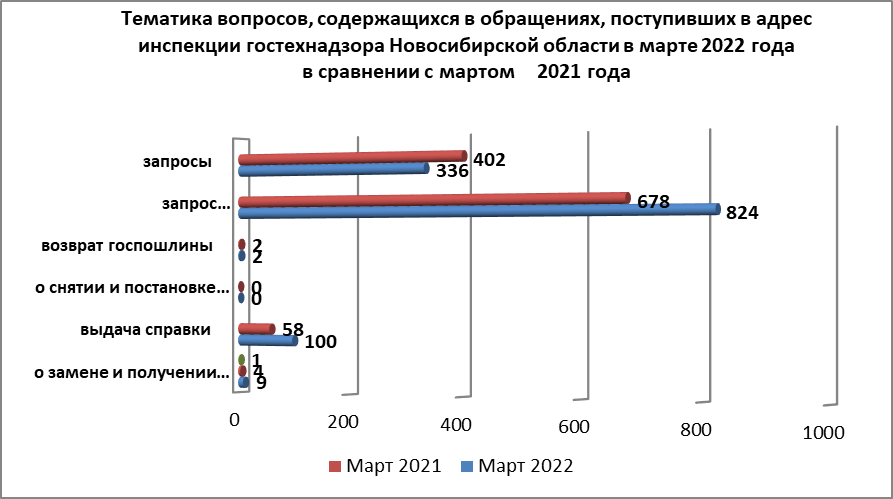 Тематика вопросов, содержащихся в обращениях, поступивших в адрес
инспекции гостехнадзора Новосибирской области в марте 2022 года
в сравнении с мартом 2021 года
запросы
402
336
запрос...
678
824
возврат госпошлины
2
2
о снятии и постановке...
0
0
выдача справки
58
100
о замене и получении...
1
4
9
0
200
400
600
800
1000
Март 2021
Март 2022